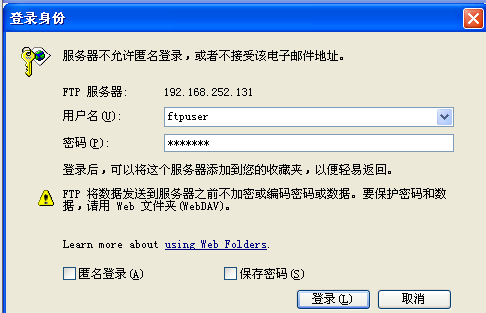 登录身份
服务器不允许匿名登录，或者不接受该电子邮件地址。
FTP 服务器: 192.168.252.131
用户名(U): ftpuser
密码(P): *******
登录后，可以将这个服务器添加到您的收藏夹，以便轻易返回。
FTP 将数据发送到服务器之前不加密或编码密码或数据。要保护密码和数
据，请用 Web 文件夹(WebDAV)。
Learn more about using Web Folders.
匿名登录(A) 保存密码(S)
登录(L) 取消